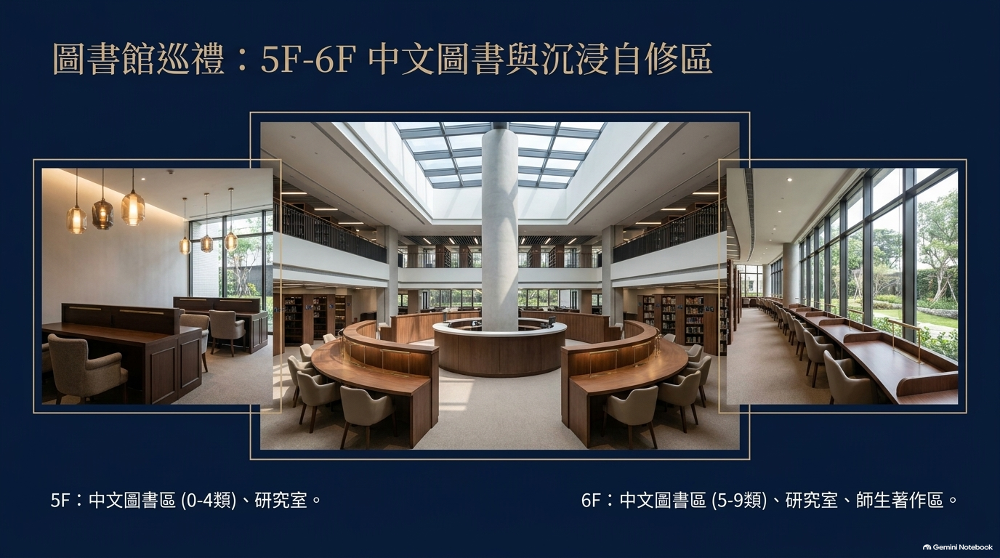 圖書館巡禮：5F-6F 中文圖書與沉浸自修區
5F：中文圖書區 (0-4類)、研究室。
6F：中文圖書區 (5-9類)、研究室、師生著作區。
Gemini Notebook